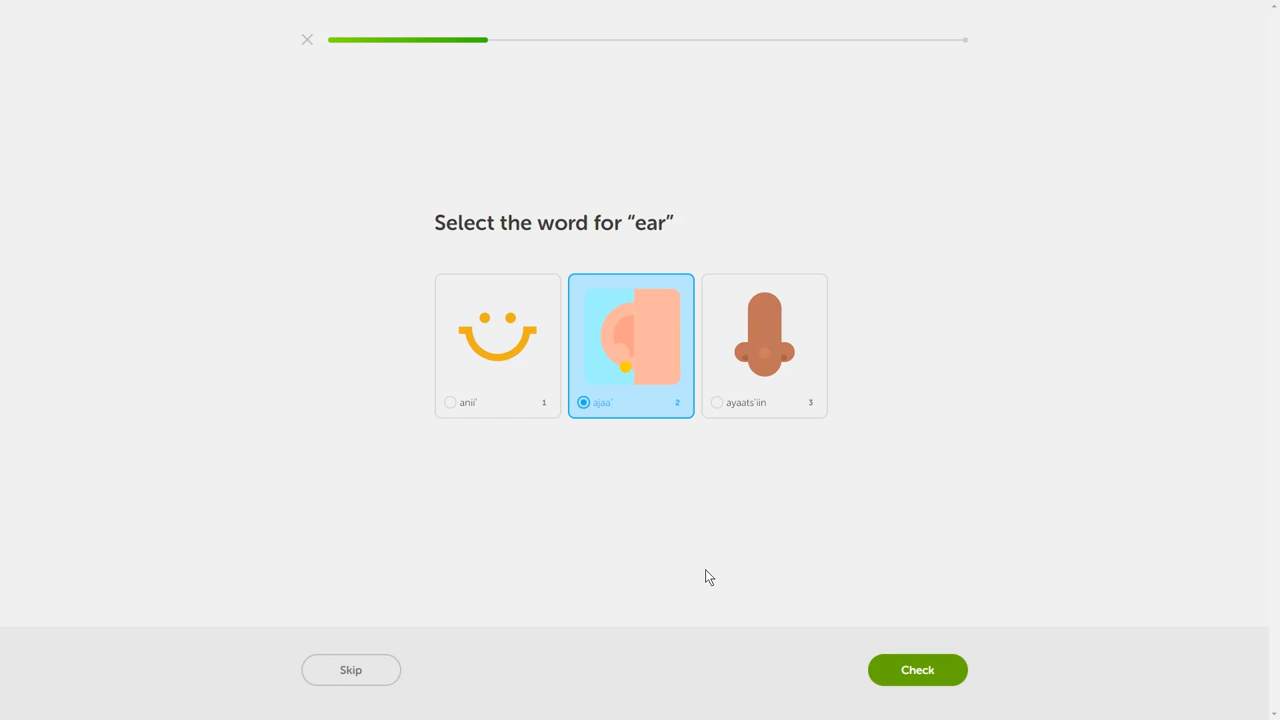 Select the word for “ear”
anii' 1
ajaa' 2
ayaats'iin 3
Skip
Check